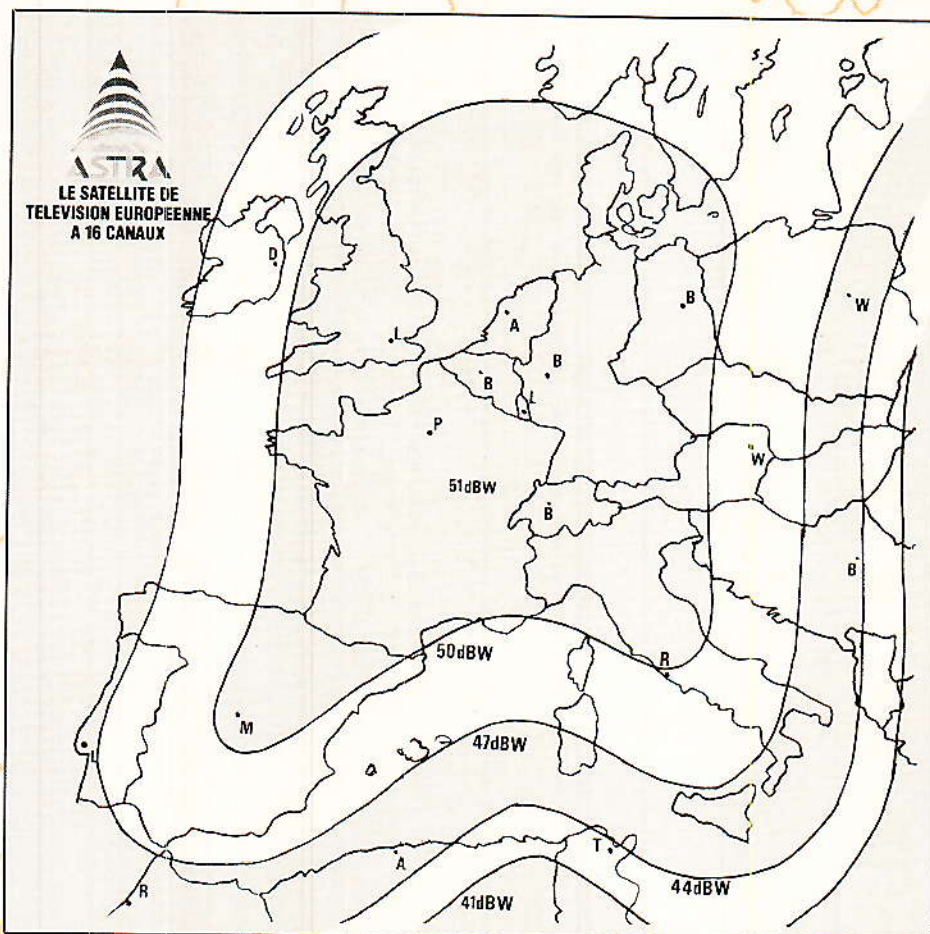 ASTRA
LE SATELLITE DE
TELEVISION EUROPEENNE
A 16 CANAUX
D
B
W
A
L
B
B
L
P
W
51dBW
B
B
50dBW
R
M
47dBW
L
T
A
44dBW
R
41dBW